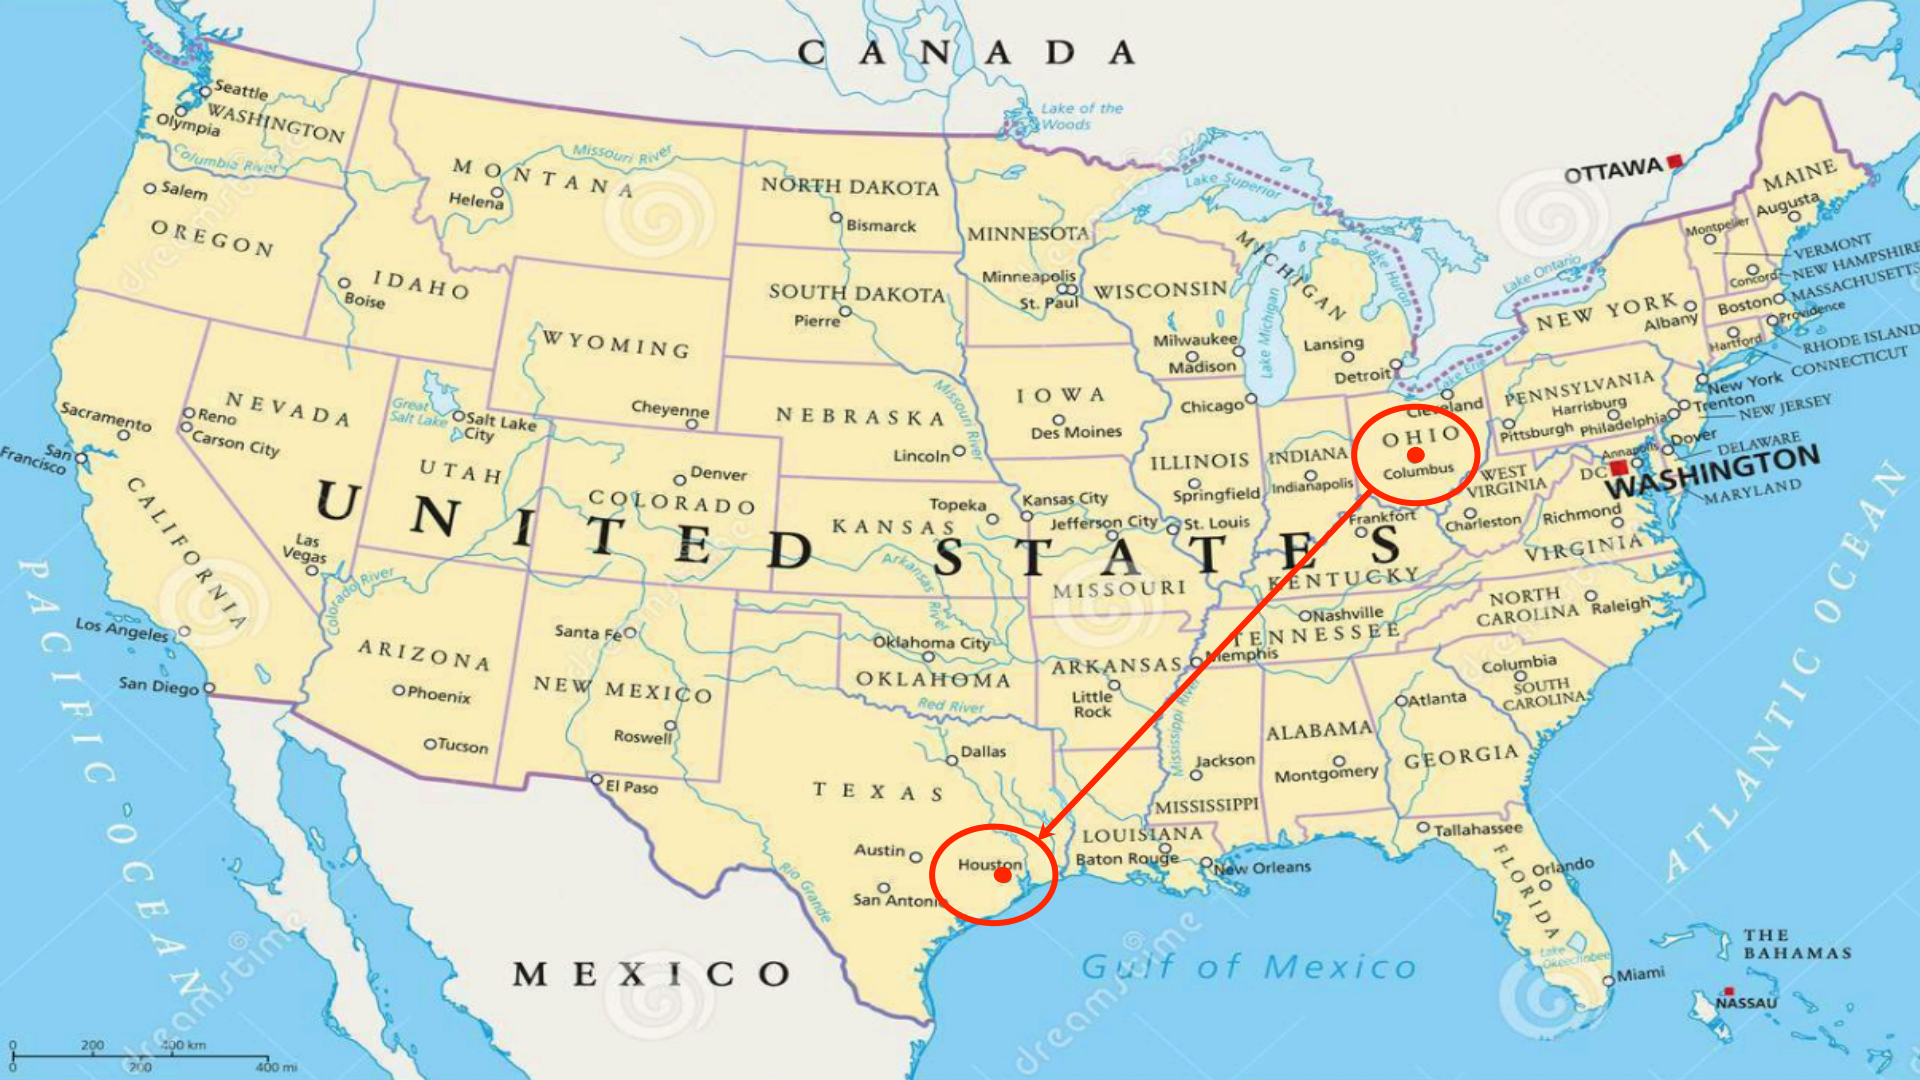 CANADA
Lake of the
Woods
OTTAWA
MAINE
Augusta
Montpelier
VERMONT
NEW HAMPSHIRE
Concord
MASSACHUSETTS
Boston
Providence
RHODE ISLAND
CONNECTICUT
Hartford
Albany
NEW YORK
Lake Ontario
New York
Trenton
NEW JERSEY
PENNSYLVANIA
Harrisburg
Philadelphia
Pittsburgh
Dover
DELAWARE
Annapolis
DC
WASHINGTON
MARYLAND
Seattle
WASHINGTON
Olympia
Columbia River
Salem
OREGON
MONTANA
Missouri River
Helena
IDAHO
Boise
NORTH DAKOTA
Bismarck
SOUTH DAKOTA
Pierre
MINNESOTA
Minneapolis
St. Paul
WISCONSIN
Milwaukee
Madison
Lake Superior
MICHIGAN
Lake Michigan
Lake Huron
Lansing
Detroit
Lake Erie
WYOMING
Cheyenne
NEBRASKA
Lincoln
Missouri River
IOWA
Des Moines
Chicago
ILLINOIS
Springfield
INDIANA
Indianapolis
Cleveland
OHIO
Columbus
WEST
VIRGINIA
Charleston
Richmond
VIRGINIA
NEVADA
Reno
Carson City
Sacramento
San
Francisco
CALIFORNIA
Las
Vegas
Los Angeles
San Diego
Great
Salt Lake
Salt Lake
City
UTAH
Denver
COLORADO
Topeka
KANSAS
Kansas City
Jefferson City
St. Louis
MISSOURI
Frankfort
KENTUCKY
UNITED STATES
Colorado River
ARIZONA
Phoenix
Tucson
Santa Fe
NEW MEXICO
Roswell
El Paso
Arkansas
River
Oklahoma City
OKLAHOMA
Red River
ARKANSAS
Little
Rock
Nashville
TENNESSEE
Memphis
NORTH
CAROLINA
Raleigh
Columbia
SOUTH
CAROLINA
Atlanta
GEORGIA
ALABAMA
Montgomery
Mississippi River
Jackson
MISSISSIPPI
LOUISIANA
Baton Rouge
New Orleans
Dallas
TEXAS
Austin
Houston
San Antonio
Rio Grande
Tallahassee
Orlando
FLORIDA
Lake
Okeechobee
Miami
THE
BAHAMAS
NASSAU
PACIFIC OCEAN
ATLANTIC OCEAN
Gulf of Mexico
MEXICO
0 200 400 km
0 200 400 mi
dreamstime
dreamstime
dreamstime
dreamstime